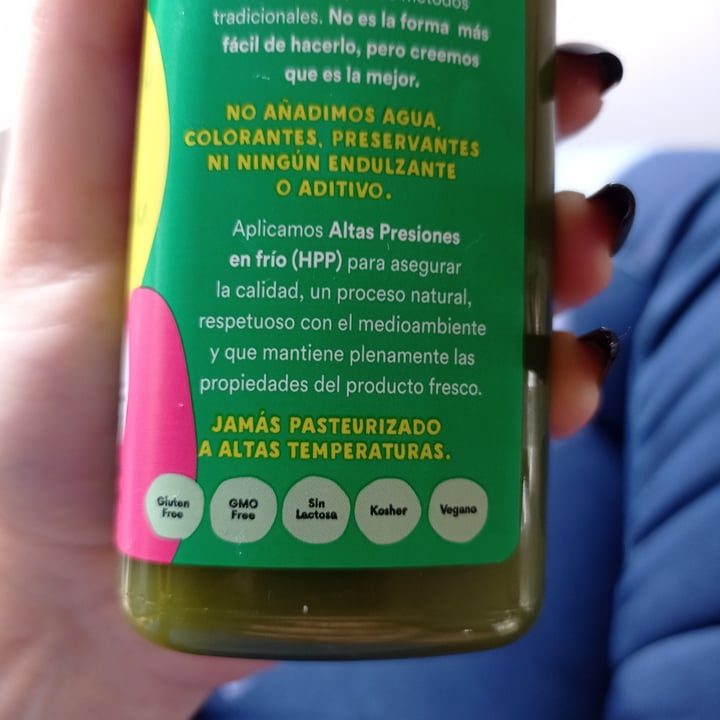 métodos
tradicionales. No es la forma más
fácil de hacerlo, pero creemos
que es la mejor.
NO AÑADIMOS AGUA,
COLORANTES, PRESERVANTES
NI NINGÚN ENDULZANTE
O ADITIVO.
Aplicamos Altas Presiones
en frío (HPP) para asegurar
la calidad, un proceso natural,
respetuoso con el medioambiente
y que mantiene plenamente las
propiedades del producto fresco.
JAMÁS PASTEURIZADO
A ALTAS TEMPERATURAS.
Gluten
Free
GMO
Free
Sin
Lactosa
Kosher
Vegano